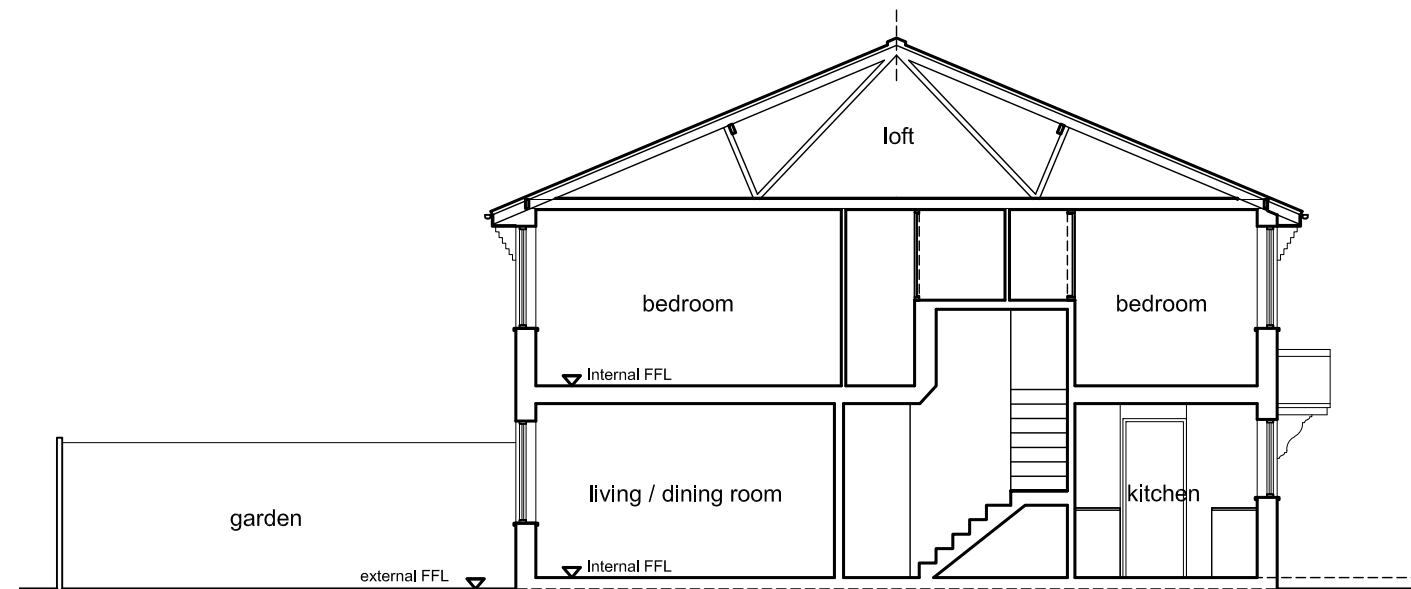 loft
bedroom
bedroom
Internal FFL
living / dining room
kitchen
garden
Internal FFL
external FFL